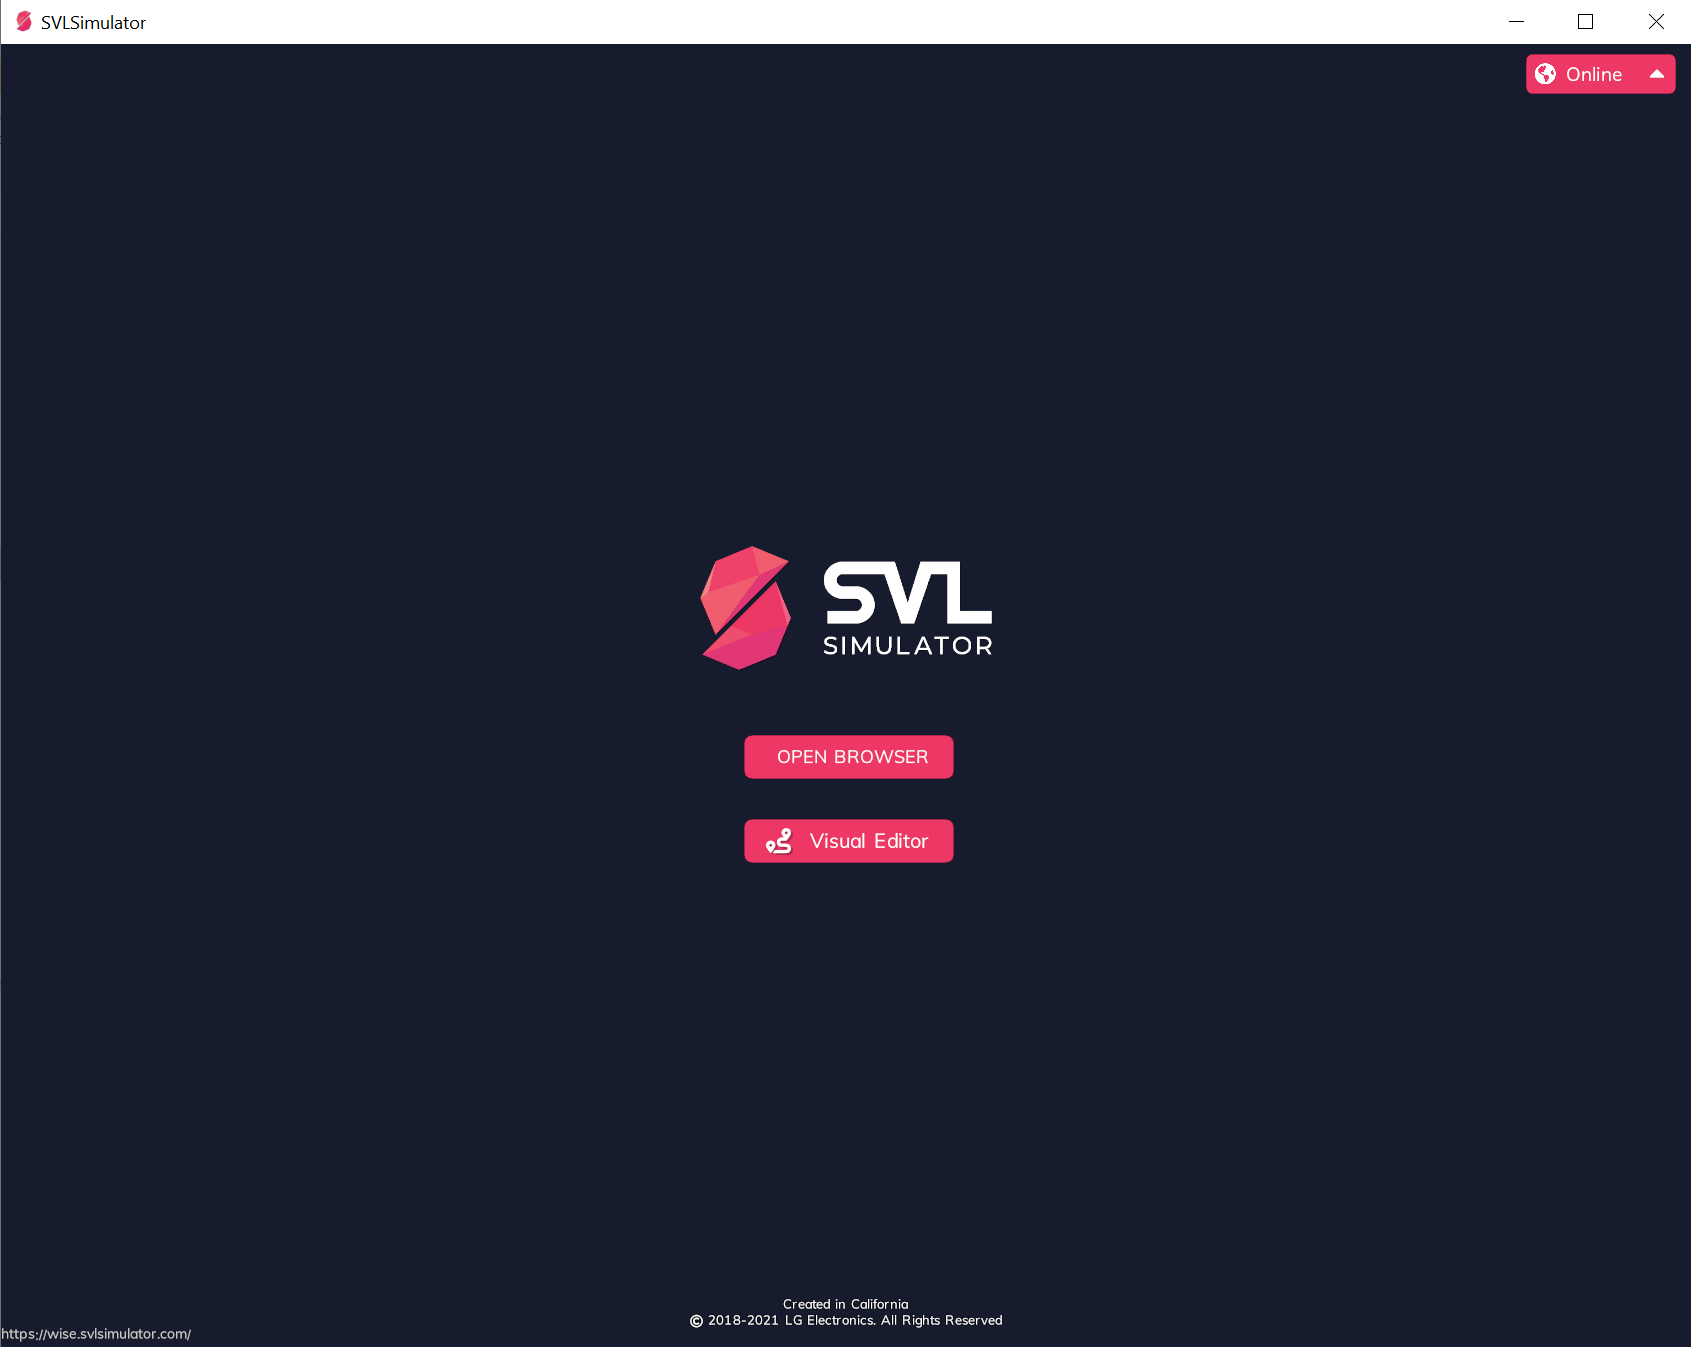 SVLSimulator
Online
SVL
SIMULATOR
OPEN BROWSER
Visual Editor
Created in California
© 2018-2021 LG Electronics. All Rights Reserved
https://wise.svlsimulator.com/